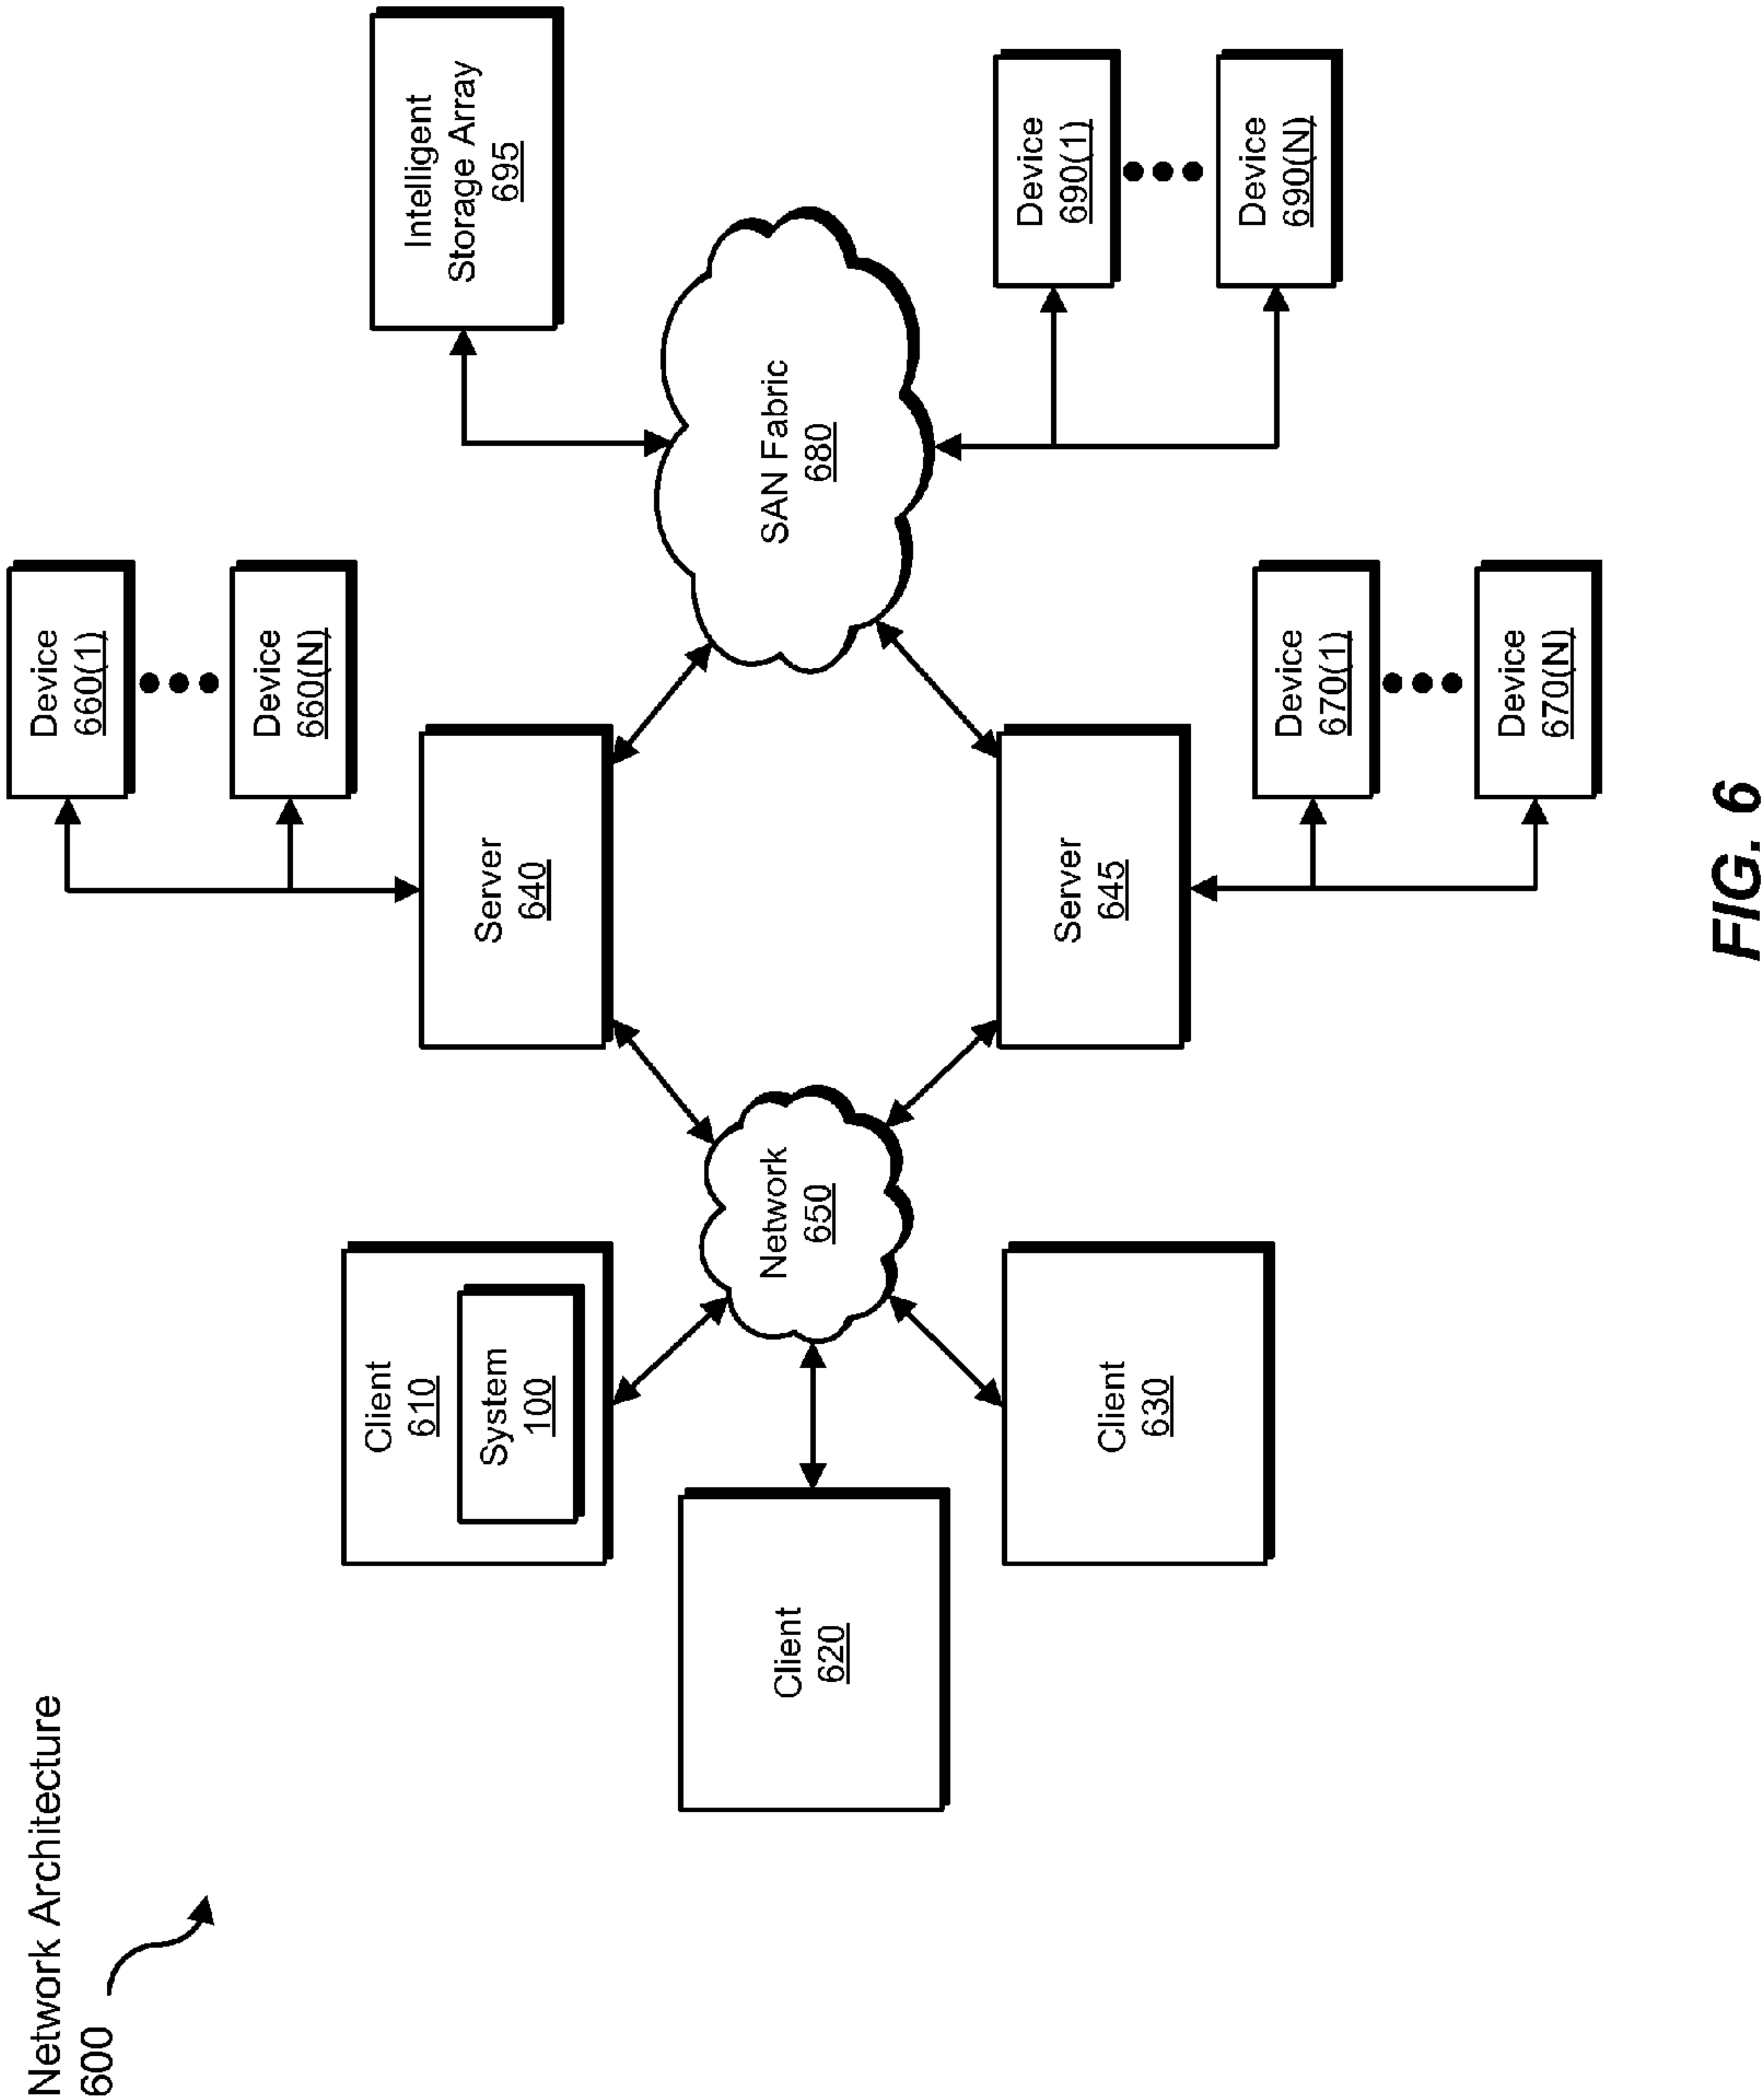 Network Architecture
600
Client
610
System
100
Client
620
Client
630
Network
650
Server
640
Server
645
Device
660(1)
Device
660(N)
Device
670(1)
Device
670(N)
SAN Fabric
680
Intelligent
Storage Array
695
Device
690(1)
Device
690(N)
FIG. 6